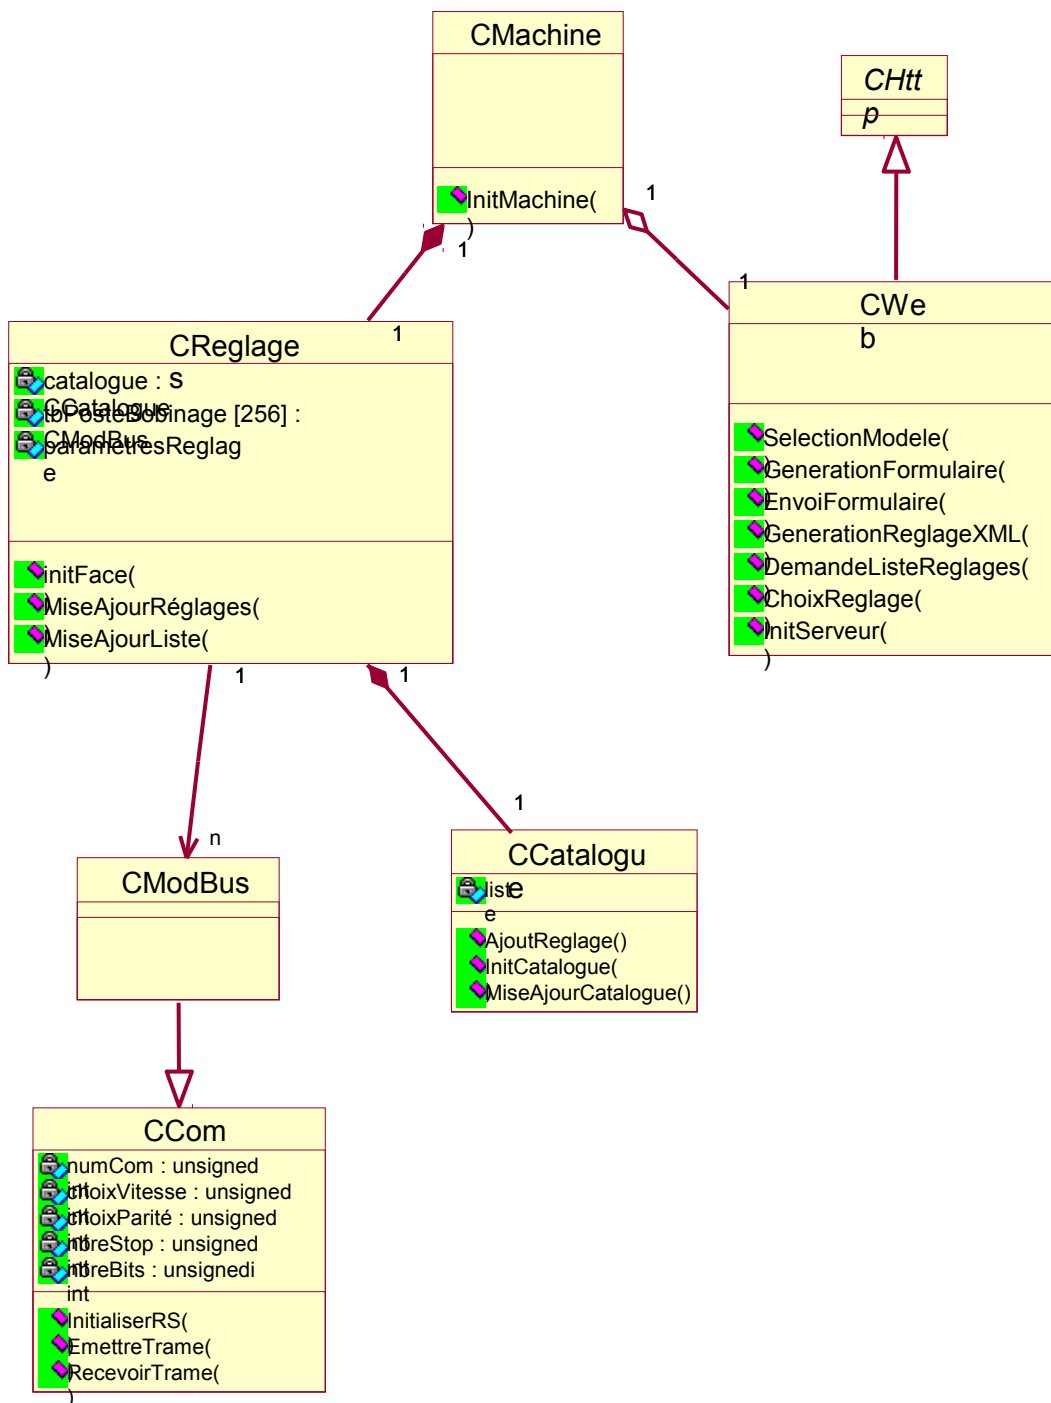 CMachine
InitMachine(
)
CHtt
p
1
1
1
1
CWe
b
SelectionModele(
)
GenerationFormulaire(
)
EnvoiFormulaire(
)
GenerationReglageXML(
)
DemandeListeReglages(
)
ChoixReglage(
)
InitServeur(
)
CReglage
s
catalogue :
CCatalogue
tbPosteBobinage [256] :
CModBus
paramètresReglag
e
initFace(
)
MiseAjourRéglages(
)
MiseAjourListe(
)
1
1
n
1
CModBus
CCatalogu
e
list
e
AjoutReglage()
InitCatalogue(
)
MiseAjourCatalogue()
CCom
numCom : unsigned
int
choixVitesse : unsigned
int
choixParité : unsigned
int
nbreStop : unsigned
int
nbreBits : unsignedi
int
InitialiserRS(
)
EmettreTrame(
)
RecevoirTrame(
)